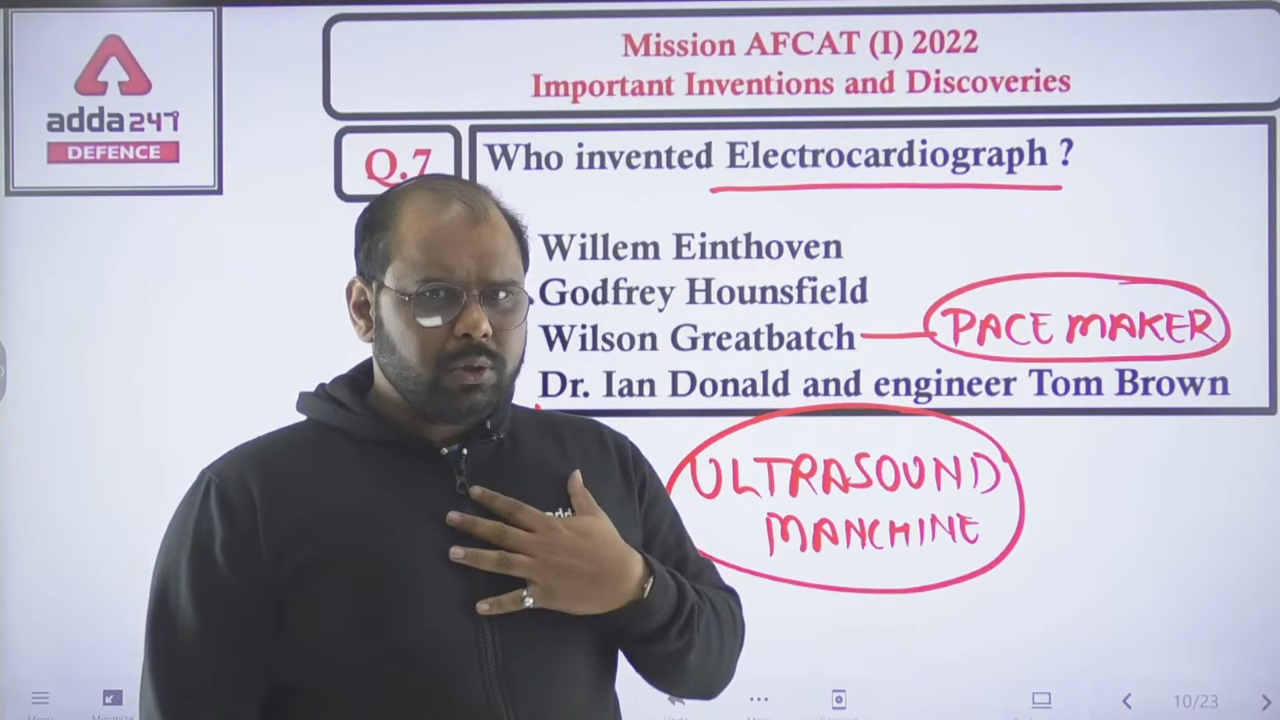 adda247
DEFENCE
Mission AFCAT (I) 2022
Important Inventions and Discoveries
Q.7
Who invented Electrocardiograph ?
Willem Einthoven
Godfrey Hounsfield
Wilson Greatbatch
PACE MAKER
Dr. Ian Donald and engineer Tom Brown
ULTRASOUND
MANCHINE
10/23